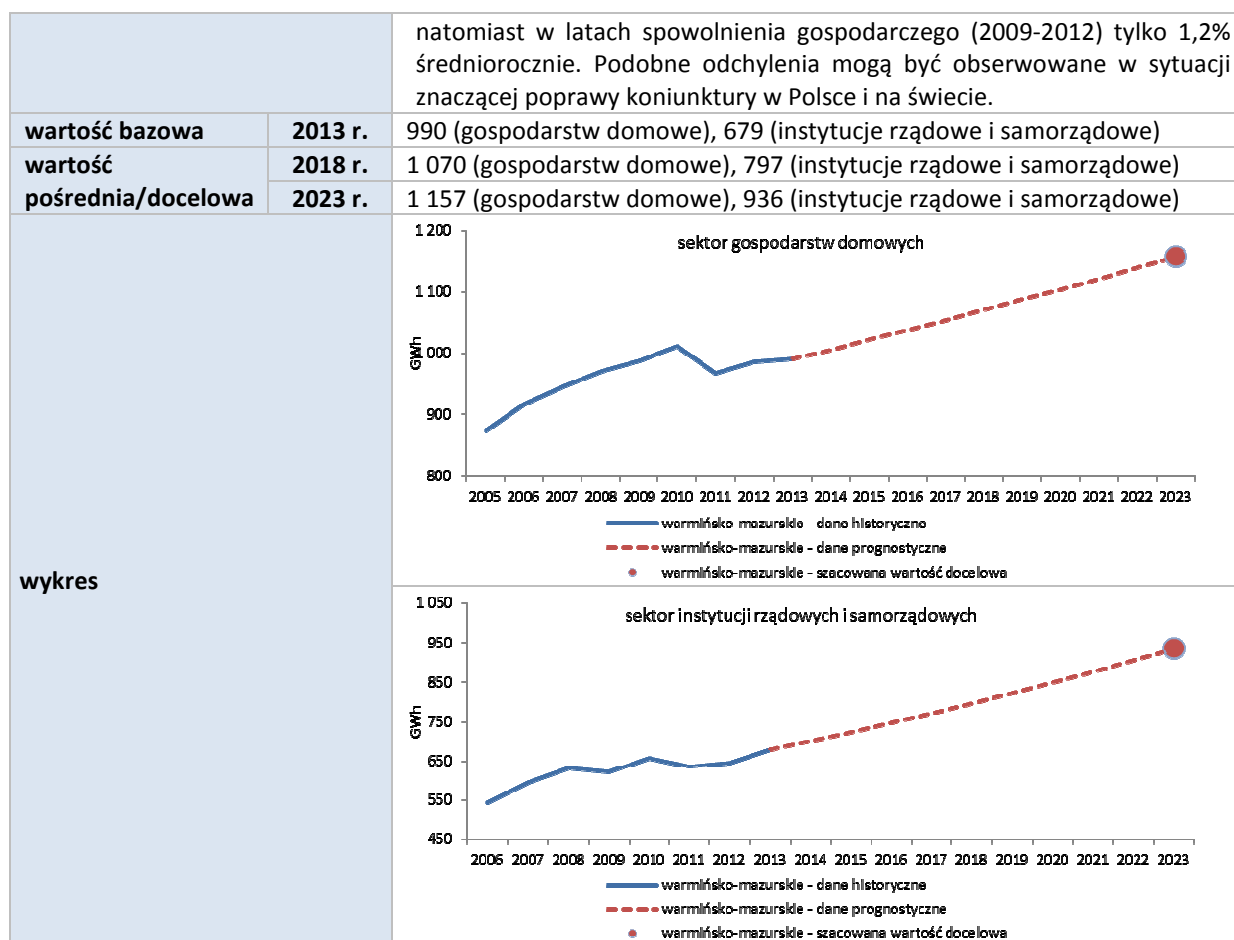 natomiast w latach spowolnienia gospodarczego (2009-2012) tylko 1,2%
średniorocznie. Podobne odchylenia mogą być obserwowane w sytuacji
znaczącej poprawy koniunktury w Polsce i na świecie.
wartość bazowa 2013 r. 990 (gospodarstw domowe), 679 (instytucje rządowe i samorządowe)
wartość 2018 r. 1 070 (gospodarstw domowe), 797 (instytucje rządowe i samorządowe)
pośrednia/docelowa 2023 r. 1 157 (gospodarstw domowe), 936 (instytucje rządowe i samorządowe)
wykres
sektor gospodarstw domowych
1 200
1 100
1 000
900
800
GWh
2005 2006 2007 2008 2009 2010 2011 2012 2013 2014 2015 2016 2017 2018 2019 2020 2021 2022 2023
warmińsko-mazurskie - dane historyczne
warmińsko-mazurskie - dane prognostyczne
warmińsko-mazurskie - szacowana wartość docelowa
sektor instytucji rządowych i samorządowych
1 050
950
850
750
650
550
450
GWh
2006 2007 2008 2009 2010 2011 2012 2013 2014 2015 2016 2017 2018 2019 2020 2021 2022 2023
warmińsko-mazurskie - dane historyczne
warmińsko-mazurskie - dane prognostyczne
warmińsko-mazurskie - szacowana wartość docelowa